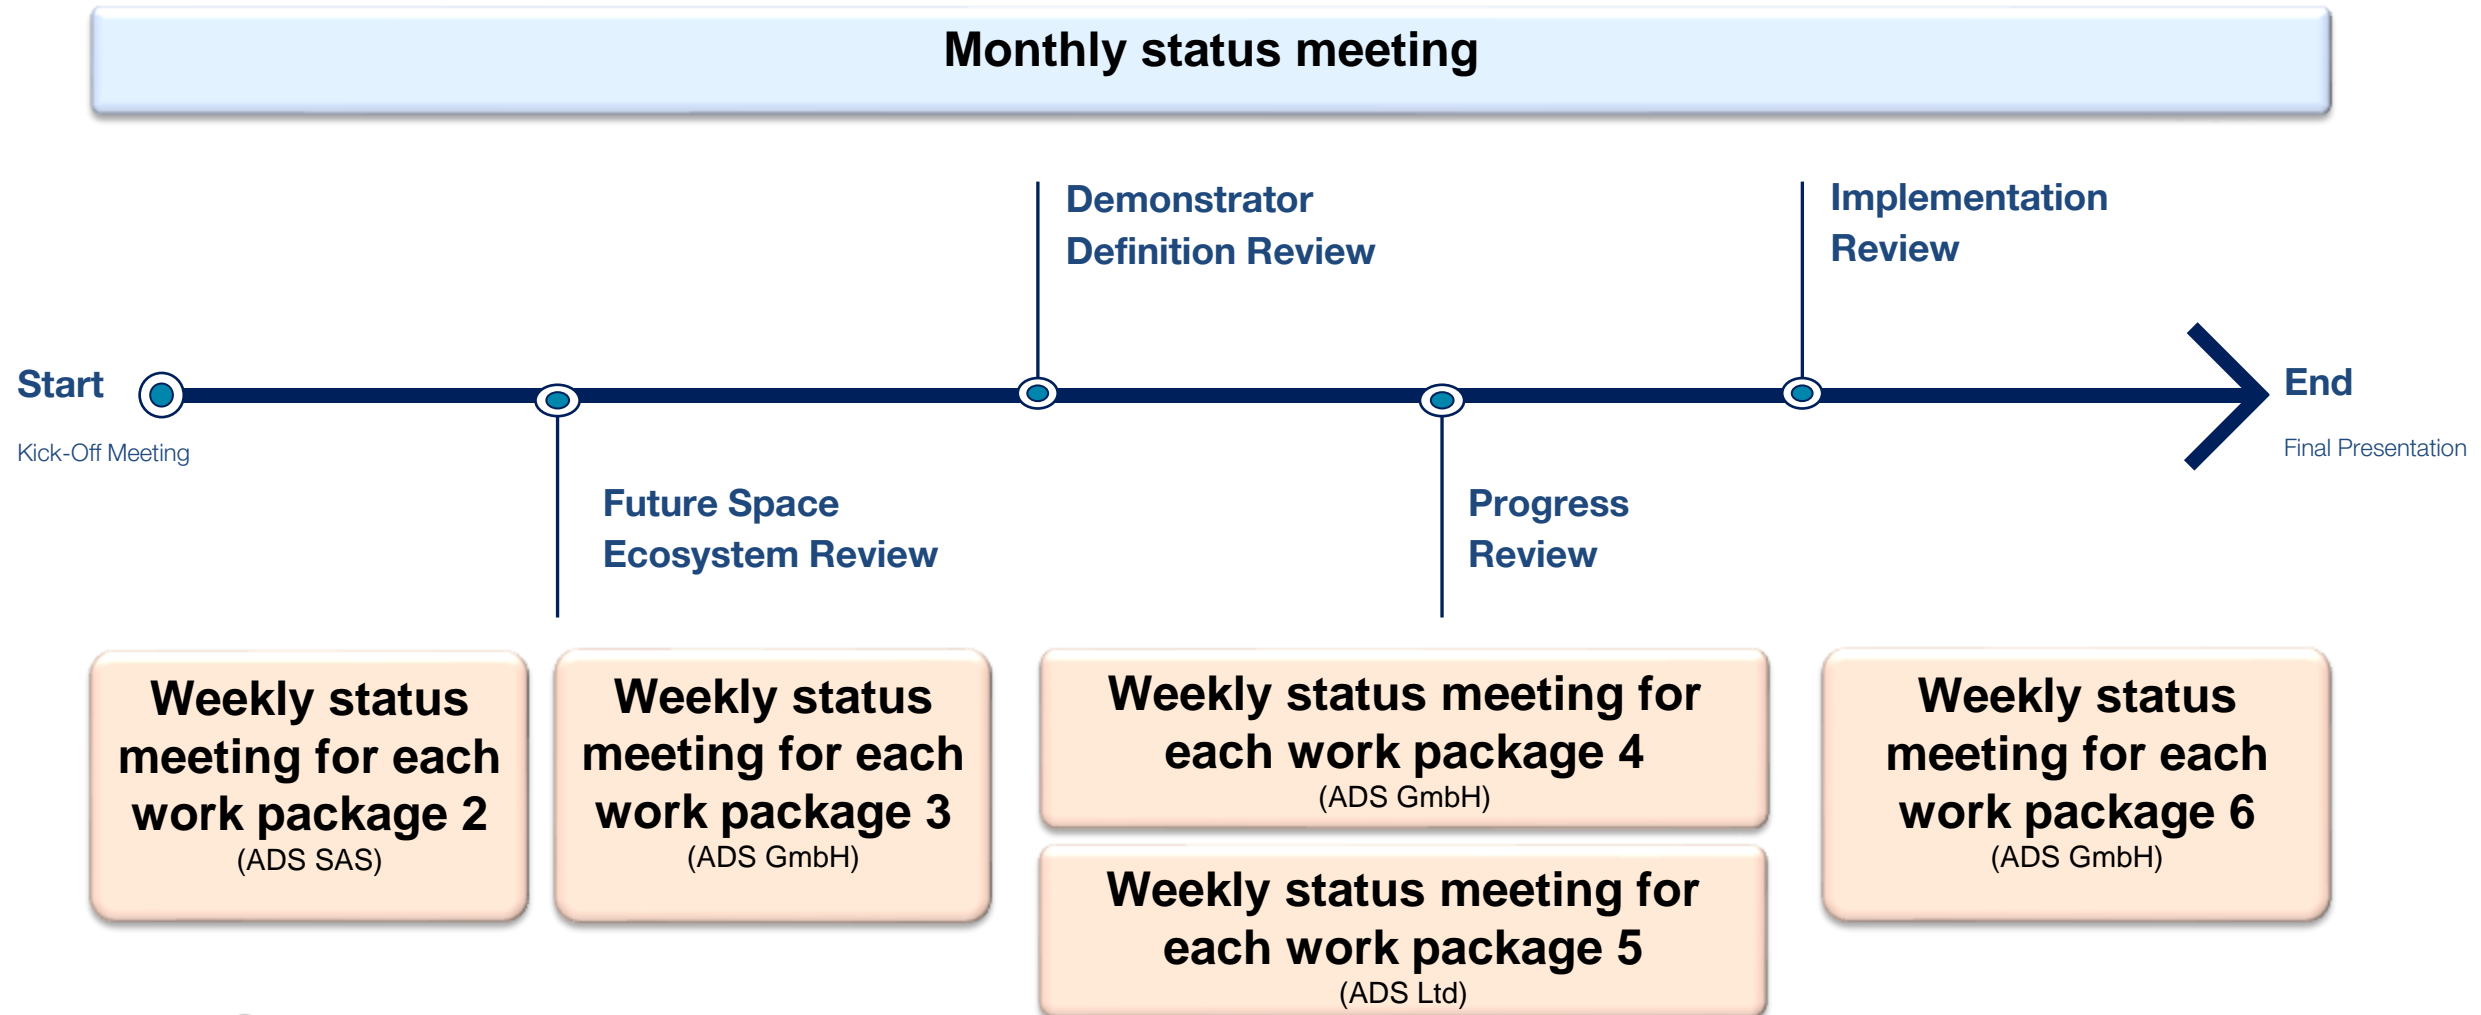 Monthly status meeting
Demonstrator
Definition Review
Implementation
Review
Start
Kick-Off Meeting
End
Final Presentation
Future Space
Ecosystem Review
Progress
Review
Weekly status
meeting for each
work package 2
(ADS SAS)
Weekly status
meeting for each
work package 3
(ADS GmbH)
Weekly status meeting for
each work package 4
(ADS GmbH)
Weekly status meeting for
each work package 5
(ADS Ltd)
Weekly status
meeting for each
work package 6
(ADS GmbH)